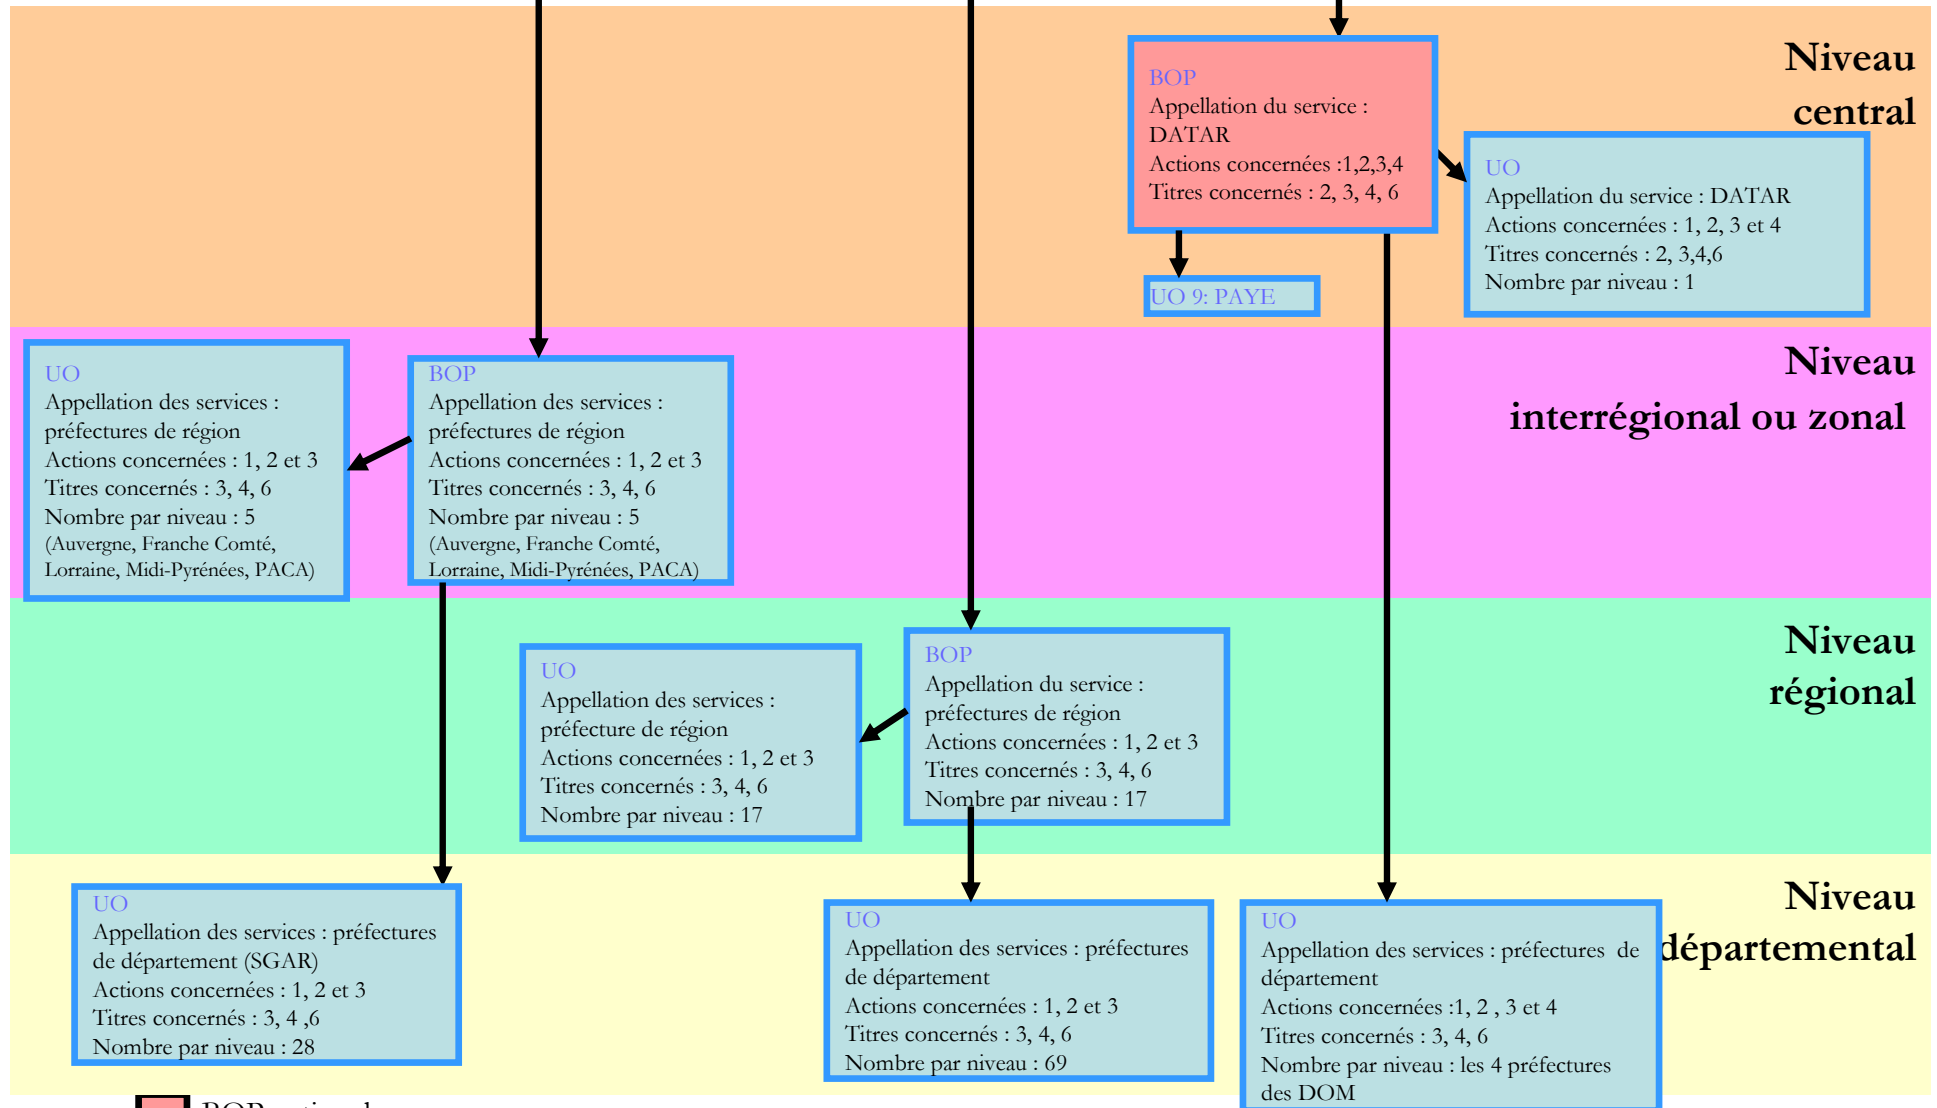 Niveau
central
BOP
Appellation du service :
DATAR
Actions concernées :1,2,3,4
Titres concernés : 2, 3, 4, 6
UO
Appellation du service : DATAR
Actions concernées : 1, 2, 3 et 4
Titres concernés : 2, 3,4,6
Nombre par niveau : 1
UO 9: PAYE
Niveau
interrégional ou zonal
UO
Appellation des services :
préfectures de région
Actions concernées : 1, 2 et 3
Titres concernés : 3, 4, 6
Nombre par niveau : 5
(Auvergne, Franche Comté,
Lorraine, Midi-Pyrénées, PACA)
BOP
Appellation des services :
préfectures de région
Actions concernées : 1, 2 et 3
Titres concernés : 3, 4, 6
Nombre par niveau : 5
(Auvergne, Franche Comté,
Lorraine, Midi-Pyrénées, PACA)
Niveau
régional
UO
Appellation des services :
préfecture de région
Actions concernées : 1, 2 et 3
Titres concernés : 3, 4, 6
Nombre par niveau : 17
BOP
Appellation du service :
préfectures de région
Actions concernées : 1, 2 et 3
Titres concernés : 3, 4, 6
Nombre par niveau : 17
Niveau
départemental
UO
Appellation des services : préfectures
de département (SGAR)
Actions concernées : 1, 2 et 3
Titres concernés : 3, 4 ,6
Nombre par niveau : 28
UO
Appellation des services : préfectures
de département
Actions concernées : 1, 2 et 3
Titres concernés : 3, 4, 6
Nombre par niveau : 69
UO
Appellation des services : préfectures de
département
Actions concernées :1, 2 , 3 et 4
Titres concernés : 3, 4, 6
Nombre par niveau : les 4 préfectures
des DOM
BOP